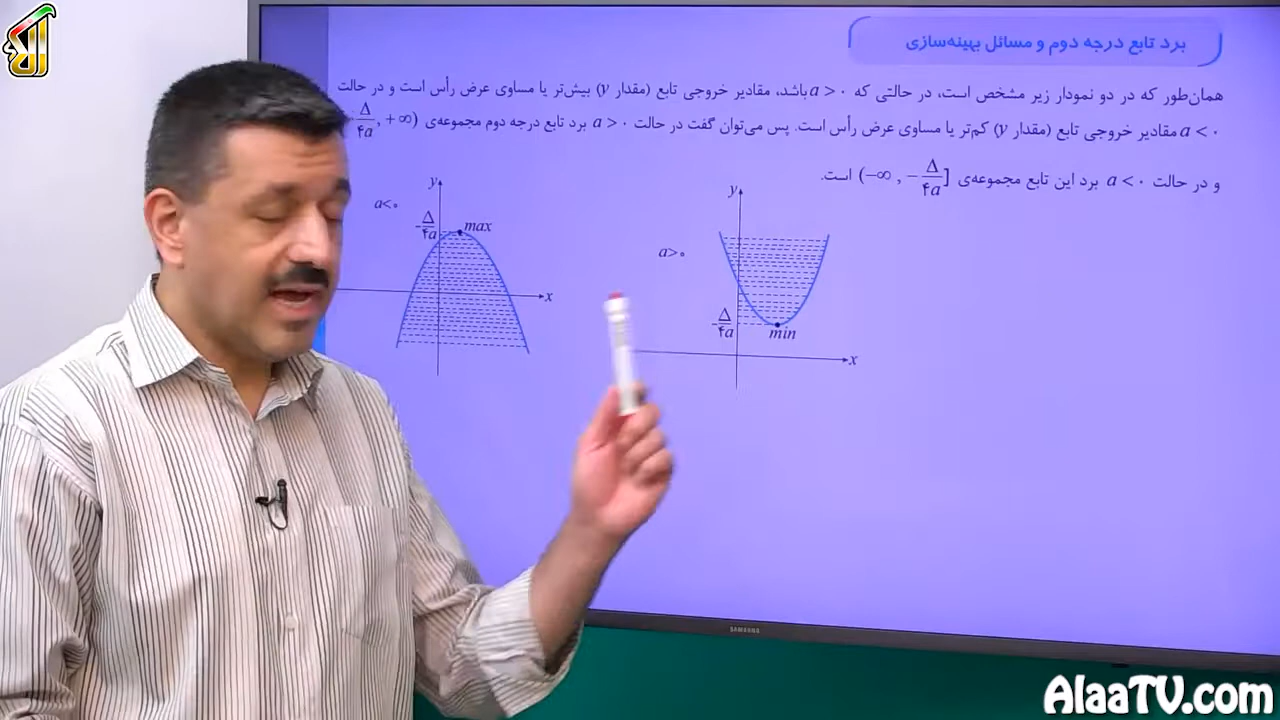 آلاء
برد تابع درجه دوم و مسائل بهینه‌سازی
همان‌طور که در دو نمودار زیر مشخص است، در حالتی که a > ۰ باشد، مقادیر خروجی تابع (مقدار y) بیش‌تر یا مساوی عرض رأس است و در حالت
a < ۰ مقادیر خروجی تابع (مقدار y) کم‌تر یا مساوی عرض رأس است. پس می‌توان گفت در حالت a > ۰ برد تابع درجه دوم مجموعه‌ی Δ/۴a , +∞)
و در حالت a < ۰ برد این تابع مجموعه‌ی (−∞ , −Δ/۴a] است.
y
a<۰
-Δ/۴a
max
x
y
a>۰
-Δ/۴a
min
x
SAMSUNG
AlaaTV.com